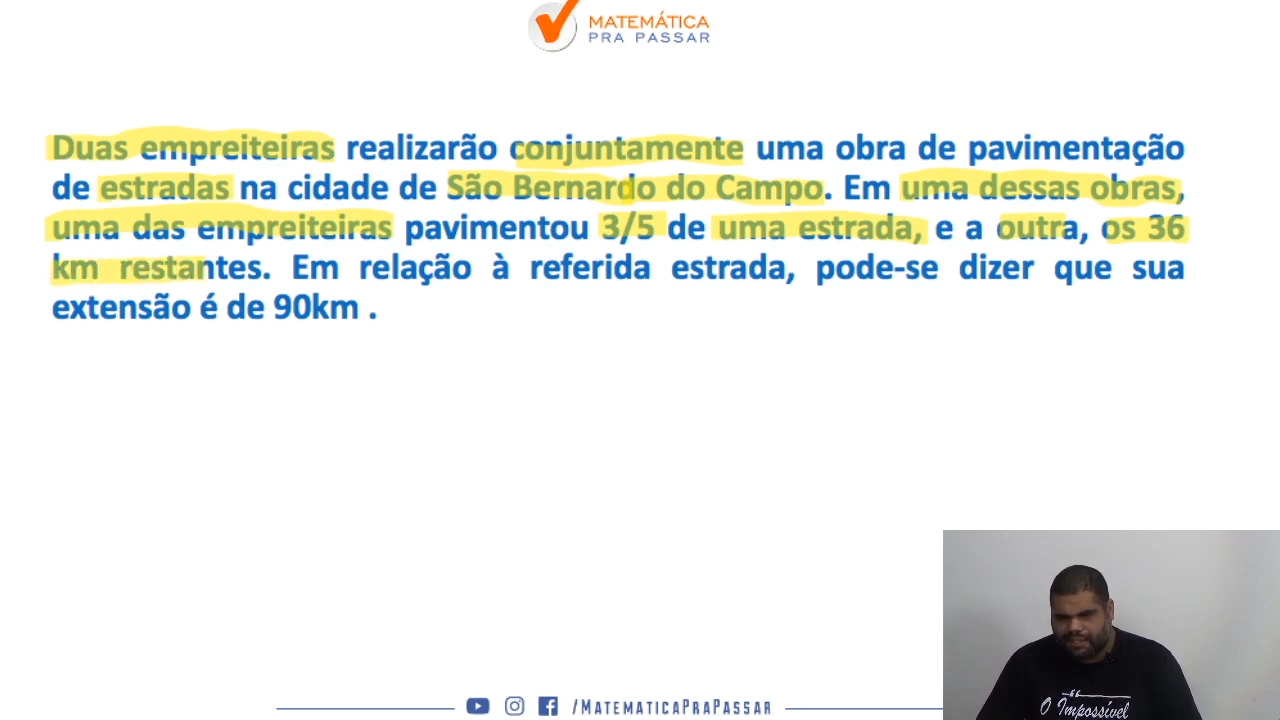 MATEMÁTICA
PRA PASSAR
Duas empreiteiras realizarão conjuntamente uma obra de pavimentação
de estradas na cidade de São Bernardo do Campo. Em uma dessas obras,
uma das empreiteiras pavimentou 3/5 de uma estrada, e a outra, os 36
km restantes. Em relação à referida estrada, pode-se dizer que sua
extensão é de 90km .
O Impossível
/MATEMATICAPRAPASSAR